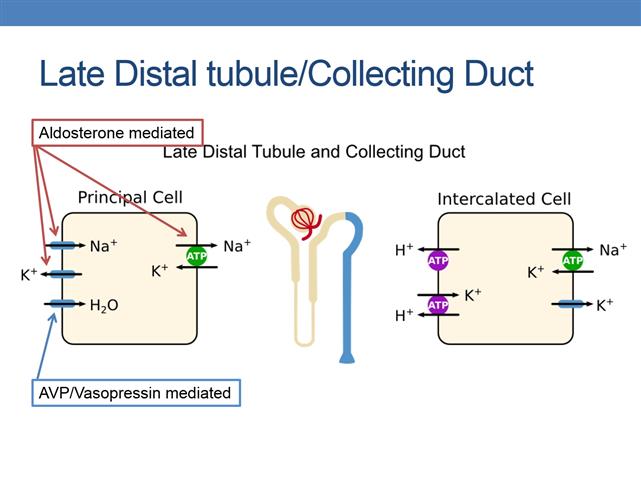 Late Distal tubule/Collecting Duct
Aldosterone mediated
Late Distal Tubule and Collecting Duct
Principal Cell
Na⁺
K⁺
H₂O
ATP
Na⁺
K⁺
AVP/Vasopressin mediated
Intercalated Cell
H⁺
ATP
K⁺
ATP
H⁺
Na⁺
ATP
K⁺
K⁺